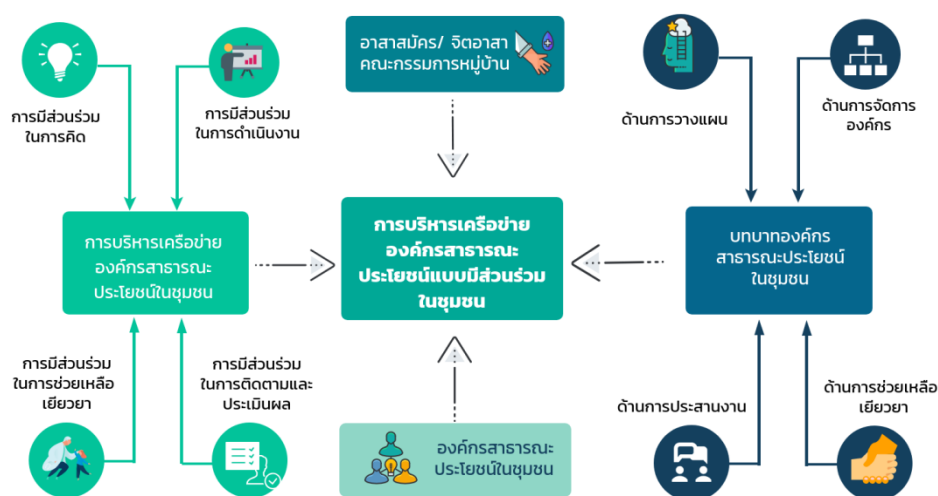 อาสาสมัคร/ จิตอาสา
คณะกรรมการหมู่บ้าน
การมีส่วนร่วม
ในการคิด
การมีส่วนร่วม
ในการดำเนินงาน
ด้านการวางแผน
ด้านการจัดการ
องค์กร
การบริหารเครือข่าย
องค์กรสาธารณะ
ประโยชน์ในชุมชน
การบริหารเครือข่าย
องค์กรสาธารณะ
ประโยชน์แบบมีส่วนร่วม
ในชุมชน
บทบาทองค์กร
สาธารณะประโยชน์
ในชุมชน
การมีส่วนร่วม
ในการช่วยเหลือ
เยียวยา
การมีส่วนร่วม
ในการติดตามและ
ประเมินผล
ด้านการประสานงาน
ด้านการช่วยเหลือ
เยียวยา
องค์กรสาธารณะ
ประโยชน์ในชุมชน